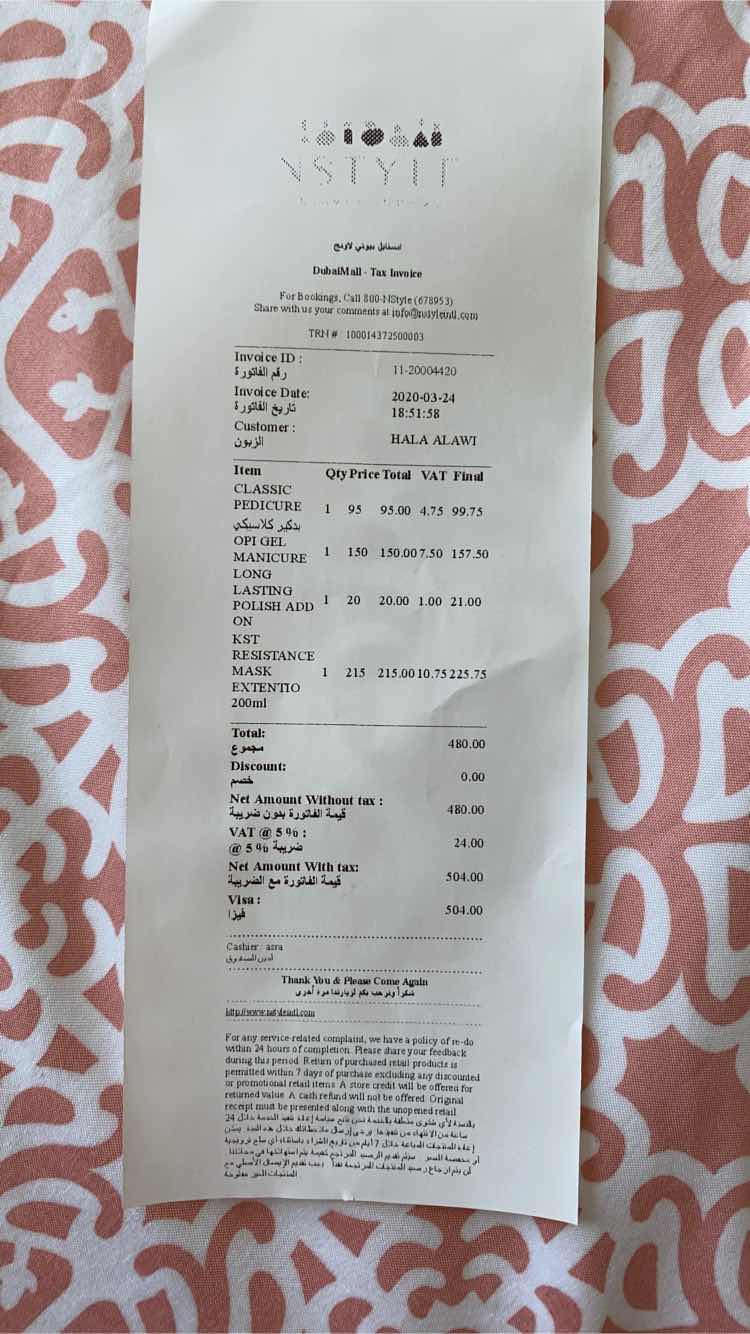 NSTYLE
DubaiMall - Tax Invoice
For Bookings, Call 800-NStyle (678953)
Share with us your comments at info@nstyleintl.com
TRN # : 100014372500003
Invoice ID :
رقم الفاتورة 11-20004420
Invoice Date: 2020-03-24
تاريخ الفاتورة 18:51:58
Customer :
الزبون HALA ALAWI
Item Qty Price Total VAT Final
CLASSIC
PEDICURE 1 95 95.00 4.75 99.75
بدكير كلاسيكي
OPI GEL
MANICURE 1 150 150.00 7.50 157.50
LONG
LASTING
POLISH ADD 1 20 20.00 1.00 21.00
ON
KST
RESISTANCE
MASK 1 215 215.00 10.75 225.75
EXTENTIO
200ml
Total:
مجموع 480.00
Discount:
خصم 0.00
Net Amount Without tax : 480.00
قيمة الفاتورة بدون ضريبة
VAT @ 5 % : 24.00
ضريبة 5 % @
Net Amount With tax: 504.00
قيمة الفاتورة مع الضريبة
Visa : 504.00
فيزا
Cashier : asra
أمين الصندوق
Thank You & Please Come Again
شكراً ونرحب بكم لزيارتنا مرة أخرى
http://www.nstyleintl.com
For any service-related complaint, we have a policy of re-do
within 24 hours of completion. Please share your feedback
during this period. Return of purchased retail products is
permitted within 7 days of purchase excluding any discounted
or promotional retail items. A store credit will be offered for
returned value. A cash refund will not be offered. Original
receipt must be presented along with the unopened retail